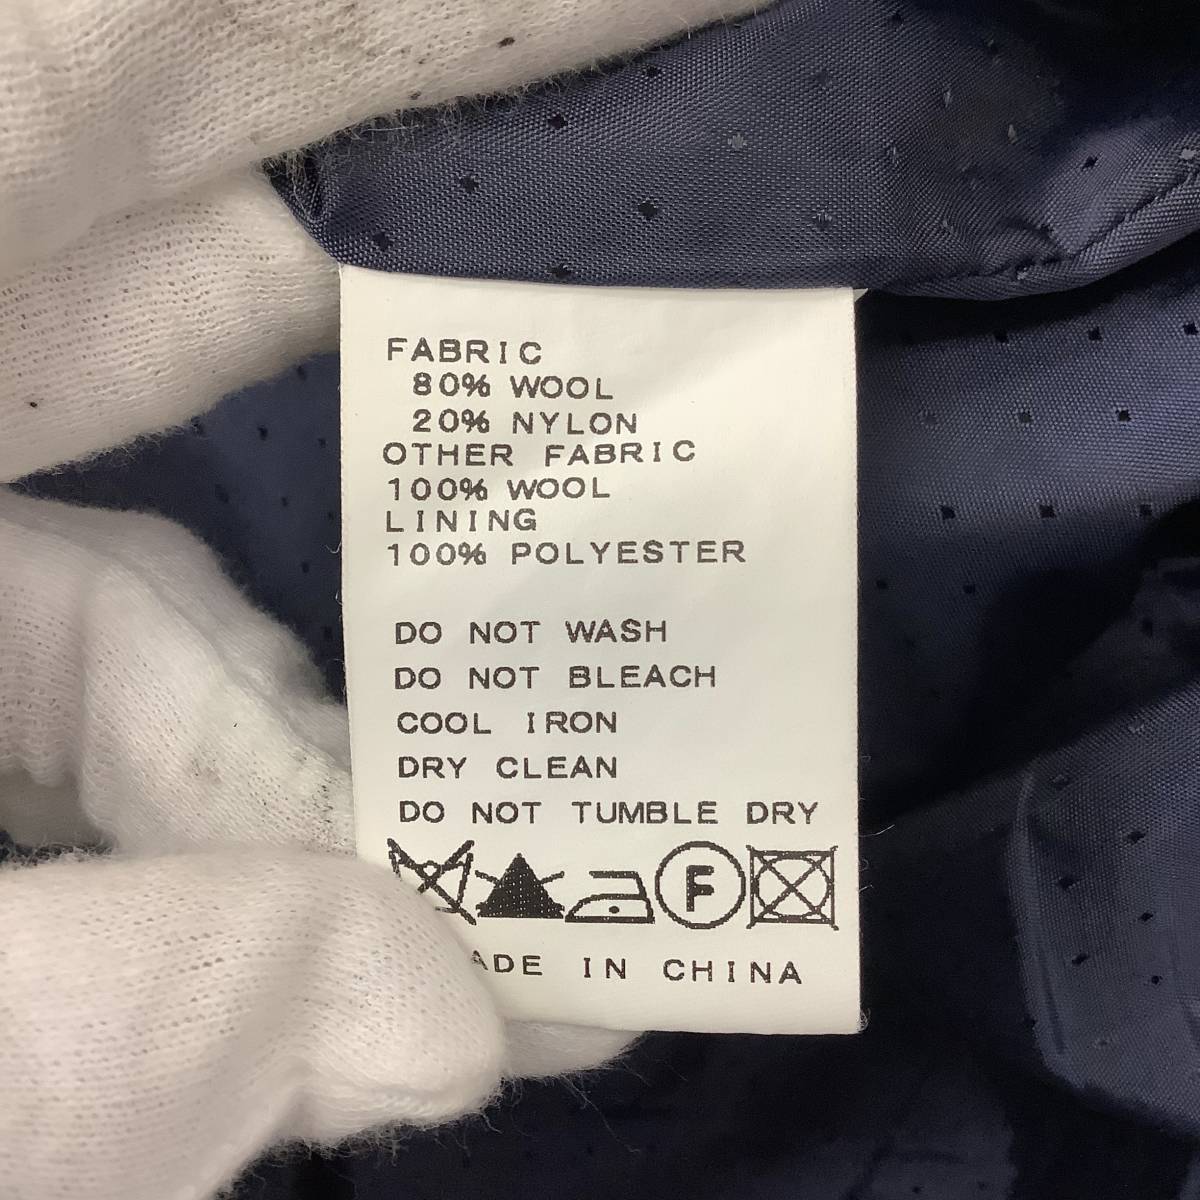 FABRIC
80% WOOL
20% NYLON
OTHER FABRIC
100% WOOL
LINING
100% POLYESTER
DO NOT WASH
DO NOT BLEACH
COOL IRON
DRY CLEAN
DO NOT TUMBLE DRY
F
IN CHINA